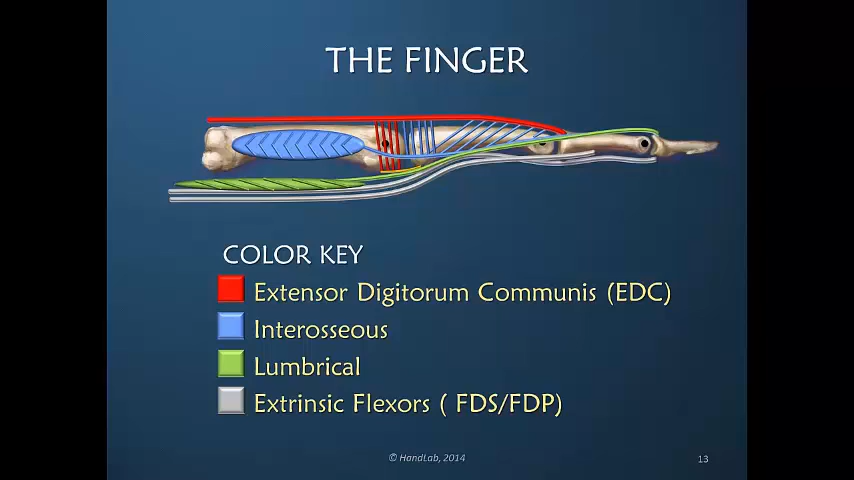 THE FINGER
COLOR KEY
Extensor Digitorum Communis (EDC)
Interosseous
Lumbrical
Extrinsic Flexors ( FDS/FDP)
© HandLab, 2014
13